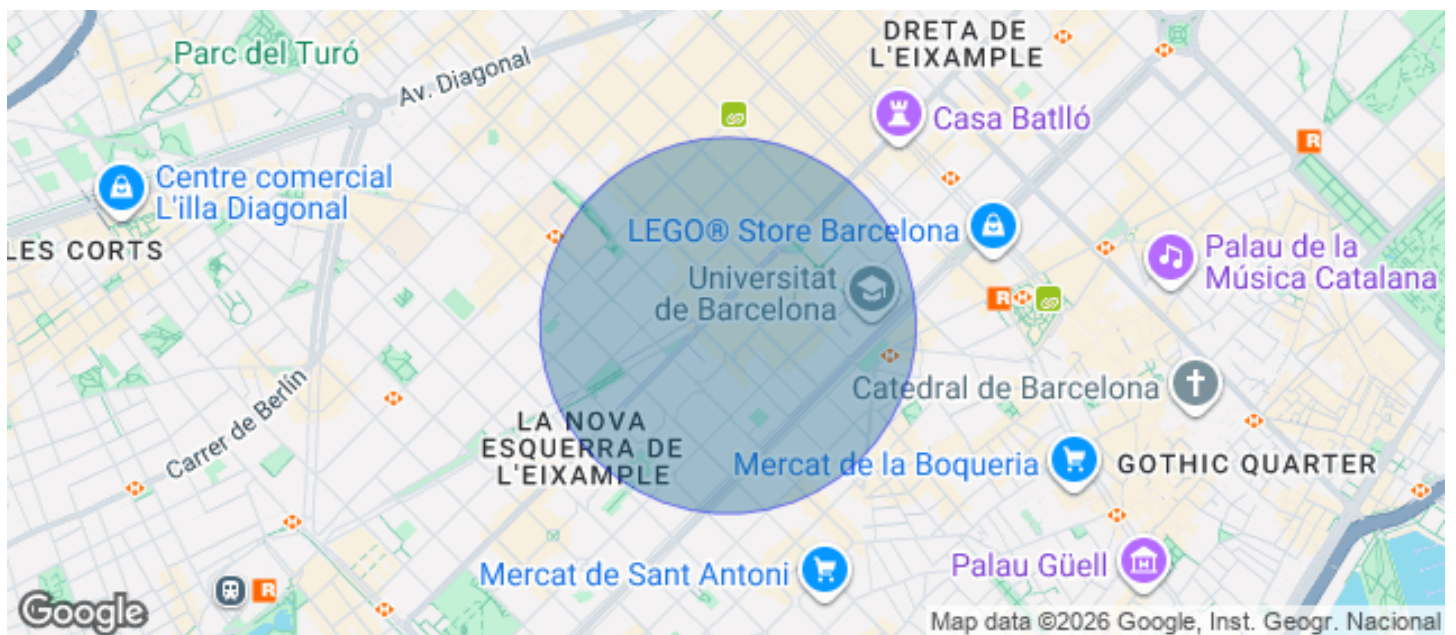 DRETA DE
L'EIXAMPLE
Parc del Turó
Av. Diagonal
Casa Batlló
R
Centre comercial
L'illa Diagonal
LES CORTS
LEGO® Store Barcelona
Palau de la
Música Catalana
Universitat
de Barcelona
R
Catedral de Barcelona
Carrer de Berlín
LA NOVA
ESQUERRA DE
L'EIXAMPLE
Mercat de la Boqueria
GOTHIC QUARTER
Mercat de Sant Antoni
Palau Güell
R
Google
Map data ©2026 Google, Inst. Geogr. Nacional